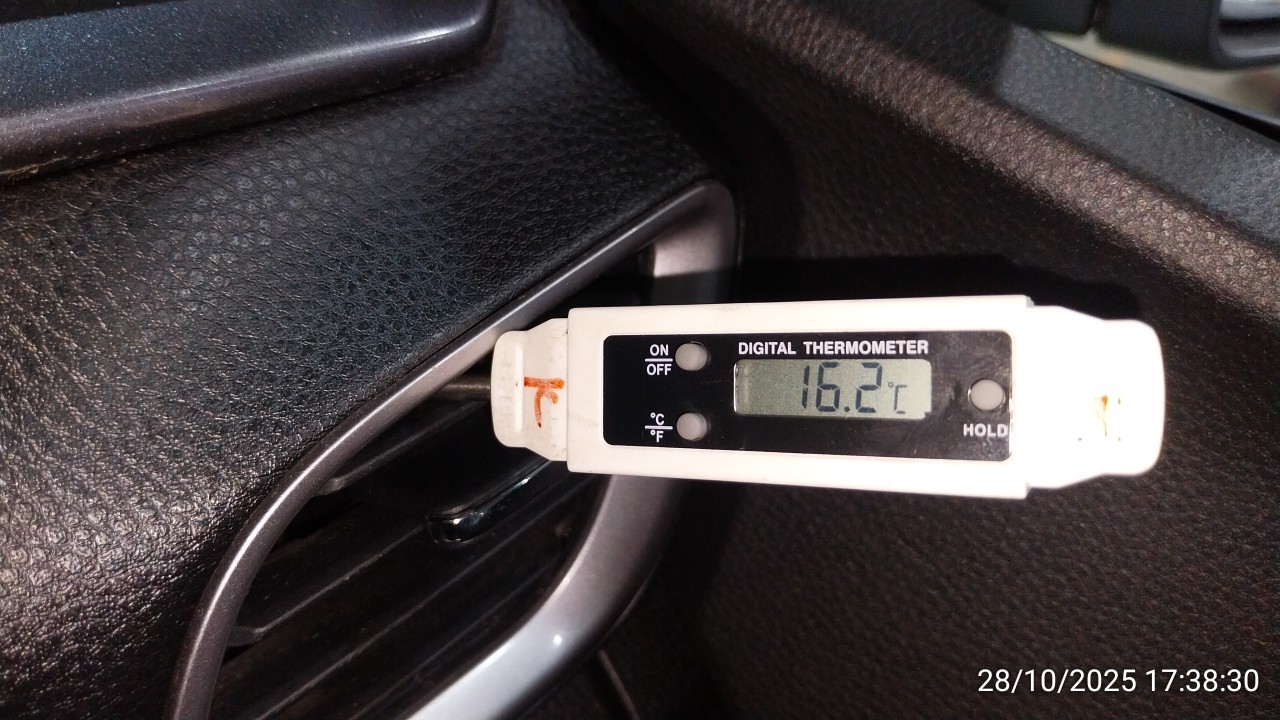 ON
OFF
°C
°F
DIGITAL THERMOMETER
16.2°C
HOLD
28/10/2025 17:38:30